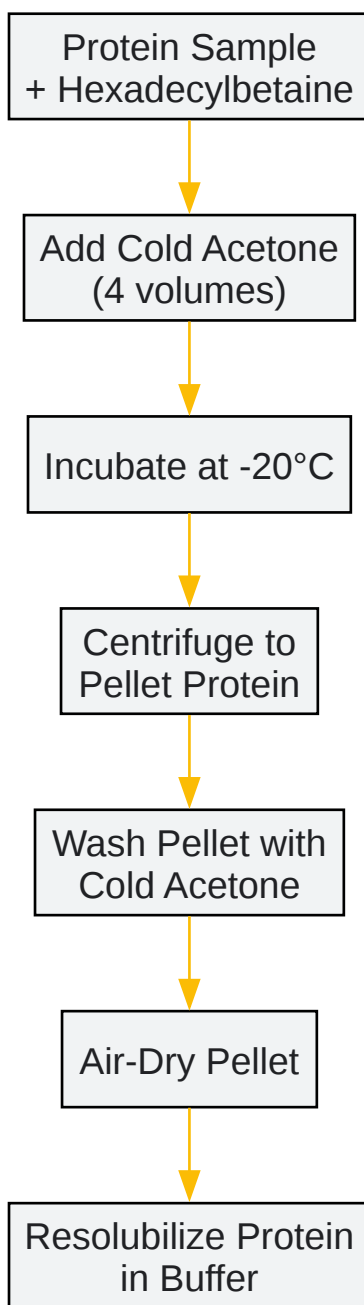 Protein Sample
+ Hexadecylbetaine
Add Cold Acetone
(4 volumes)
Incubate at -20°C
Centrifuge to
Pellet Protein
Wash Pellet with
Cold Acetone
Air-Dry Pellet
Resolubilize Protein
in Buffer